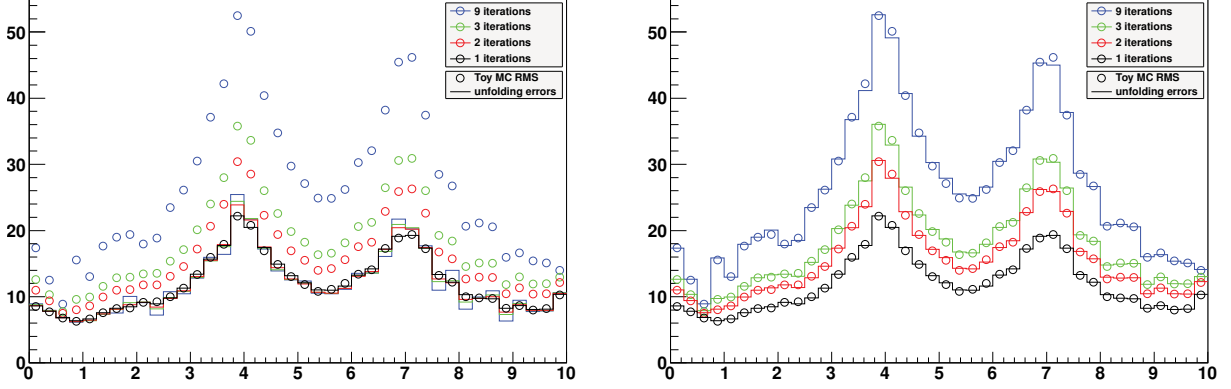 9 iterations
3 iterations
2 iterations
1 iterations
Toy MC RMS
unfolding errors
50
40
30
20
10
0
0 1 2 3 4 5 6 7 8 9 10
9 iterations
3 iterations
2 iterations
1 iterations
Toy MC RMS
unfolding errors
50
40
30
20
10
0
0 1 2 3 4 5 6 7 8 9 10